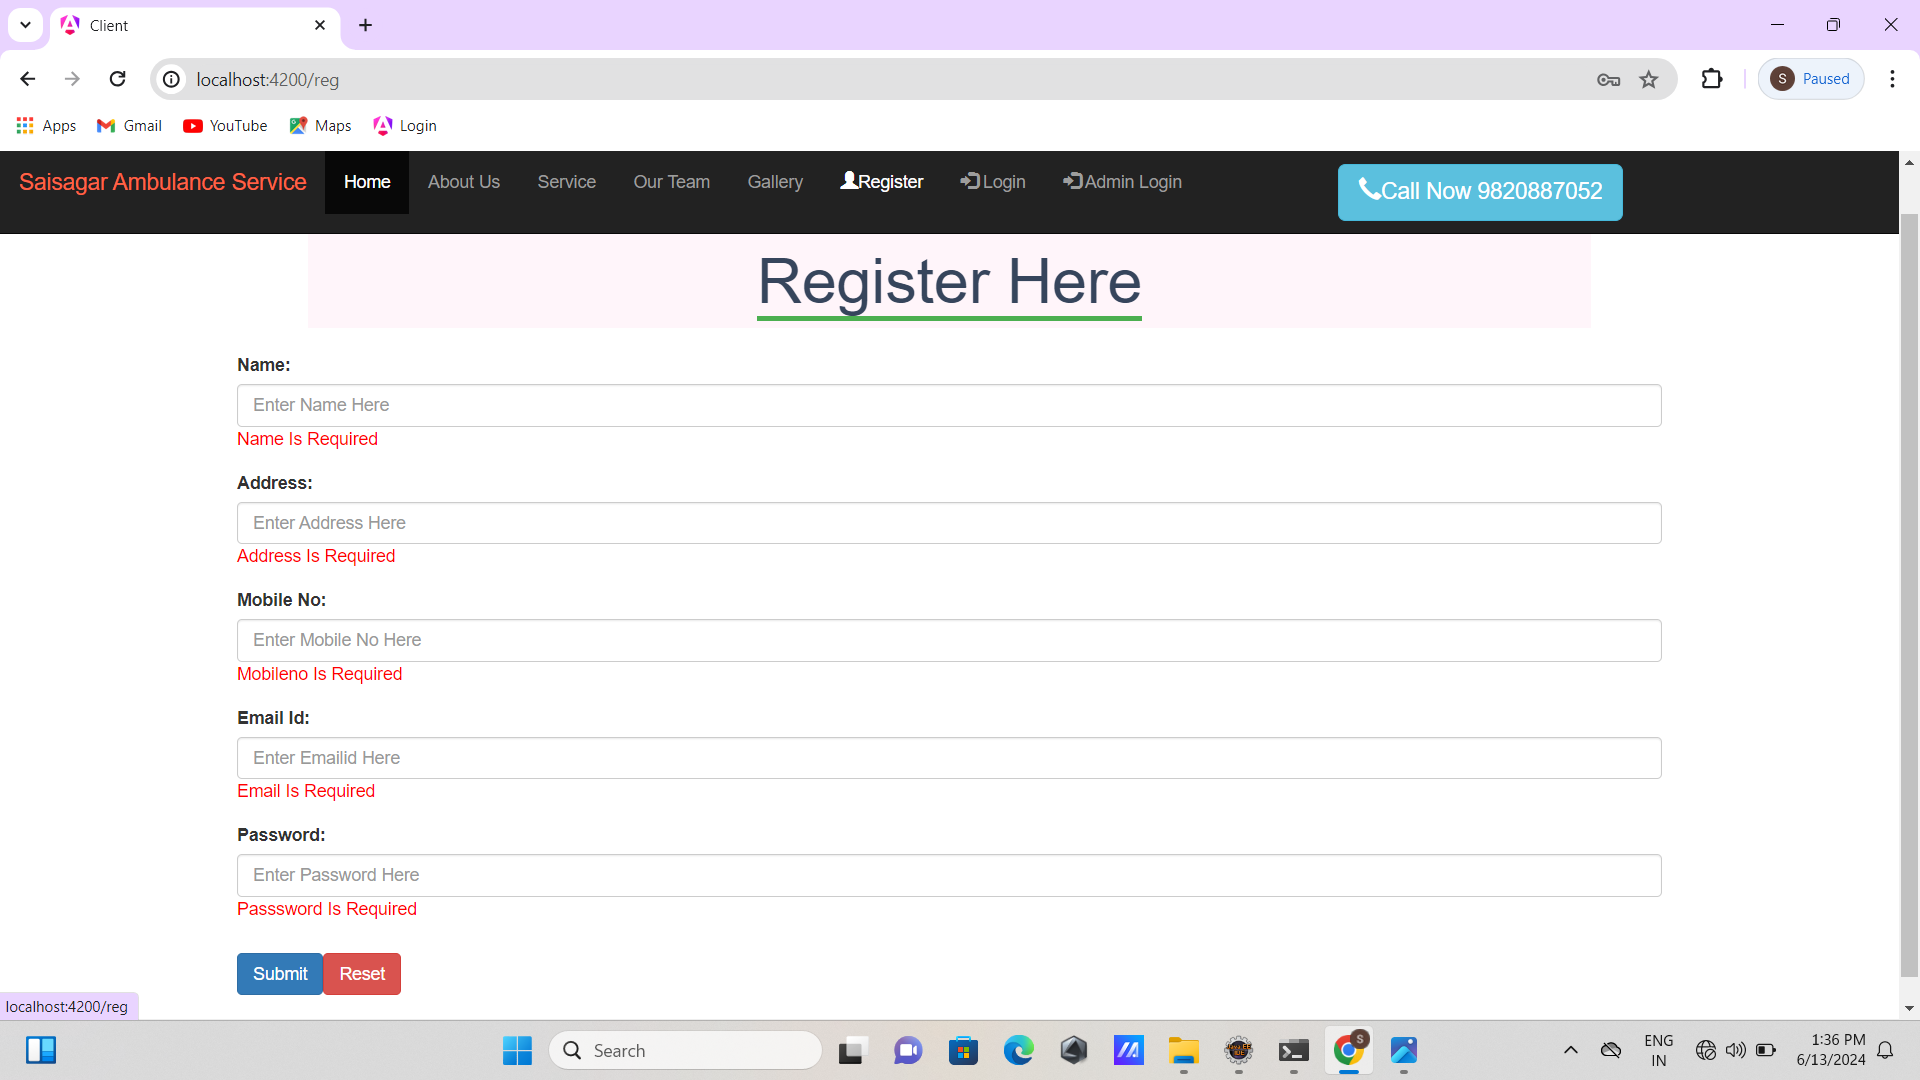 Client
localhost:4200/reg
S Paused
Apps Gmail YouTube Maps Login
Saisagar Ambulance Service Home About Us Service Our Team Gallery Register Login Admin Login Call Now 9820887052
Register Here
Name:
Enter Name Here
Name Is Required
Address:
Enter Address Here
Address Is Required
Mobile No:
Enter Mobile No Here
Mobileno Is Required
Email Id:
Enter Emailid Here
Email Is Required
Password:
Enter Password Here
Passsword Is Required
Submit Reset
localhost:4200/reg
Search
S
ENG
IN
1:36 PM
6/13/2024